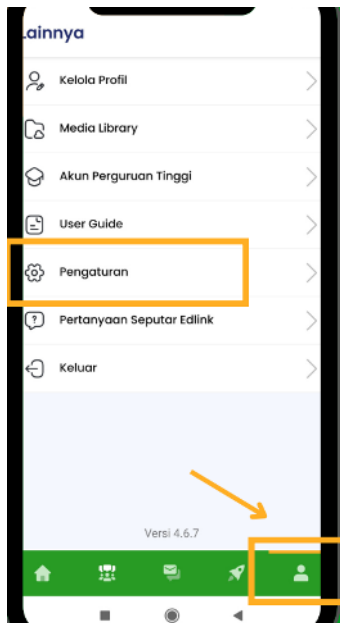 Lainnya
Kelola Profil
Media Library
Akun Perguruan Tinggi
User Guide
Pengaturan
Pertanyaan Seputar Edlink
Keluar
Versi 4.6.7